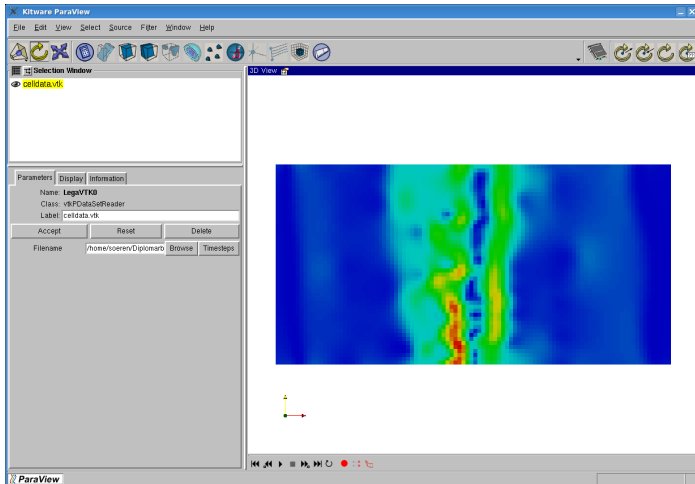 Kitware ParaView
File Edit View Select Source Filter Window Help
Selection Window
3D View
celldata.vtk
Parameters Display Information
Name: LegaVTK0
Class: vtkPDataSetReader
Label: celldata.vtk
Accept Reset Delete
Filename /home/soeren/Diplomarb Browse Timesteps
ParaView